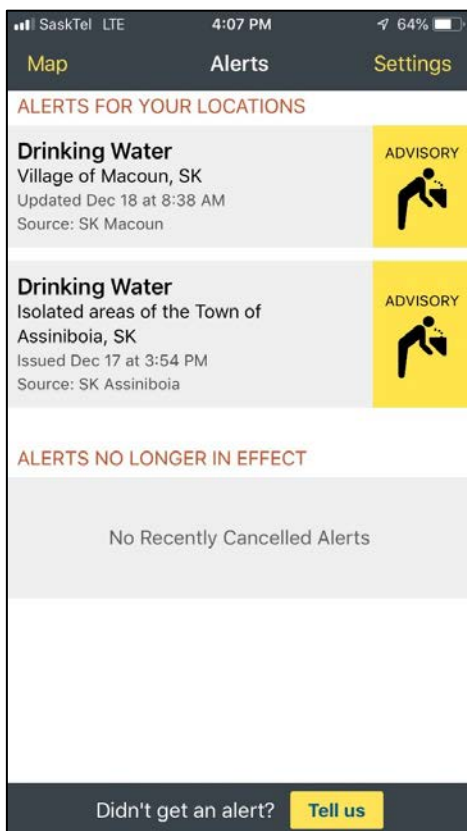 SaskTel LTE 4:07 PM 64%
Map Alerts Settings
ALERTS FOR YOUR LOCATIONS
Drinking Water
Village of Macoun, SK
Updated Dec 18 at 8:38 AM
Source: SK Macoun
ADVISORY
Drinking Water
Isolated areas of the Town of
Assiniboia, SK
Issued Dec 17 at 3:54 PM
Source: SK Assiniboia
ADVISORY
ALERTS NO LONGER IN EFFECT
No Recently Cancelled Alerts
Didn't get an alert? Tell us